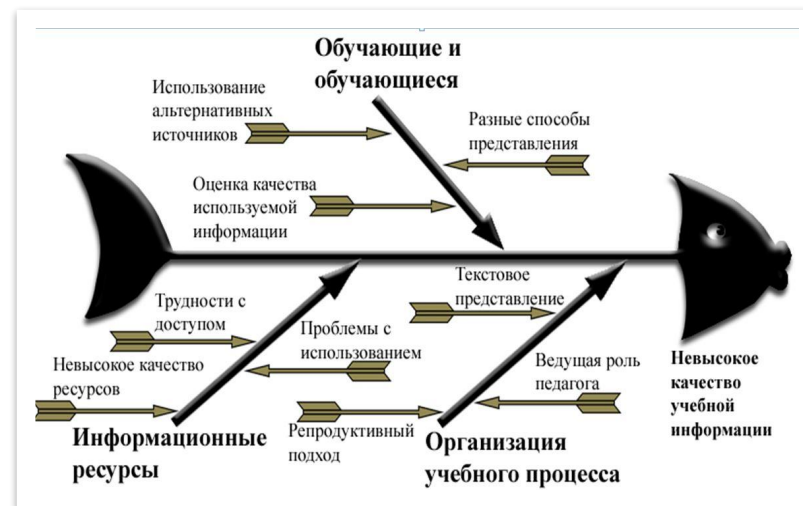 Обучающие и
обучающиеся
Использование
альтернативных
источников
Разные способы
представления
Оценка качества
используемой
информации
Трудности с
доступом
Невысокое качество
ресурсов
Проблемы с
использованием
Информационные
ресурсы
Текстовое
представление
Ведущая роль
педагога
Репродуктивный
подход
Организация
учебного процесса
Невысокое
качество
учебной
информации